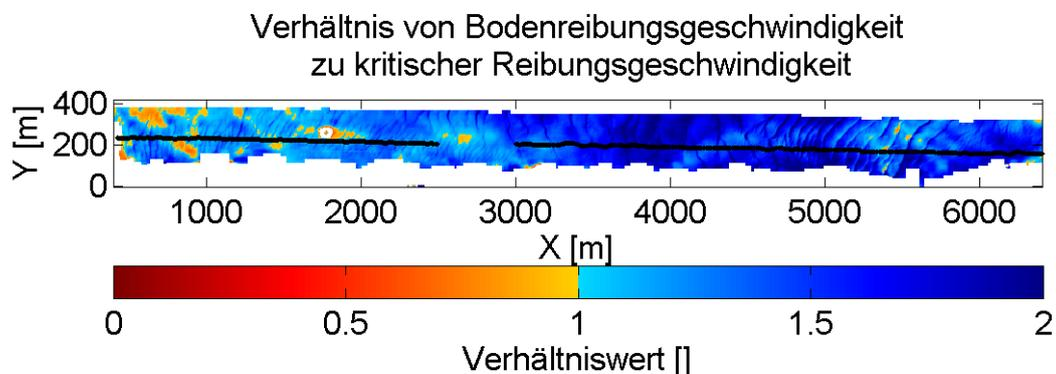 Verhältnis von Bodenreibungsgeschwindigkeit
zu kritischer Reibungsgeschwindigkeit
400
200
0
Y [m]
1000 2000 3000 4000 5000 6000
X [m]
0 0.5 1 1.5 2
Verhältniswert []